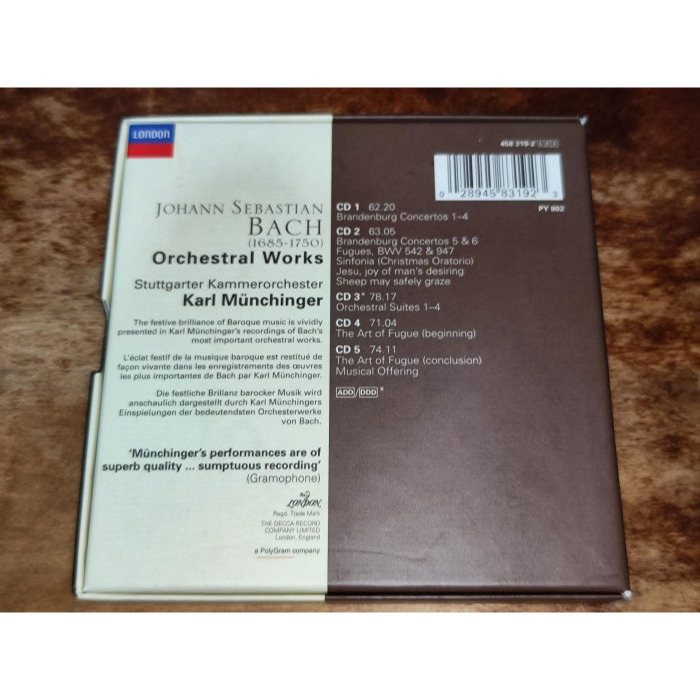 LONDON
JOHANN SEBASTIAN
BACH
(1685-1750)
Orchestral Works
Stuttgarter Kammerorchester
Karl Münchinger
The festive brilliance of Baroque music is vividly
presented in Karl Münchinger's recordings of Bach's
most important orchestral works.
L'éclat festif de la musique baroque est restitué de
façon vivante dans les enregistrements des œuvres
les plus importantes de Bach par Karl Münchinger.
Die festliche Brillanz barocker Musik wird
anschaulich dargestellt durch Karl Münchingers
Einspielungen der bedeutendsten Orchesterwerke
von Bach.
'Münchinger's performances are of
superb quality ... sumptuous recording'
(Gramophone)
LONDON
Regd. Trade Mark
THE DECCA RECORD
COMPANY LIMITED
London, England
a PolyGram company
458 319-2
0 28945 83192 3
PY 802
CD 1 62.20
Brandenburg Concertos 1–4
CD 2 63.05
Brandenburg Concertos 5 & 6
Fugues, BWV 542 & 947
Sinfonia (Christmas Oratorio)
Jesu, joy of man's desiring
Sheep may safely graze
CD 3* 78.17
Orchestral Suites 1–4
CD 4 71.04
The Art of Fugue (beginning)
CD 5 74.11
The Art of Fugue (conclusion)
Musical Offering
ADD/DDD*